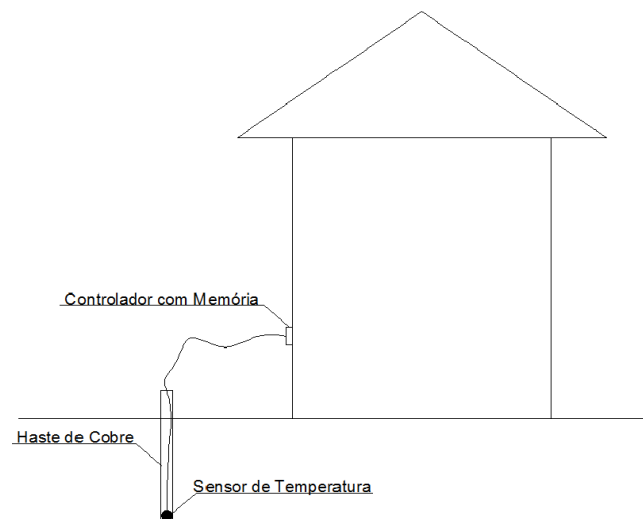 Controlador com Memória
Haste de Cobre
Sensor de Temperatura